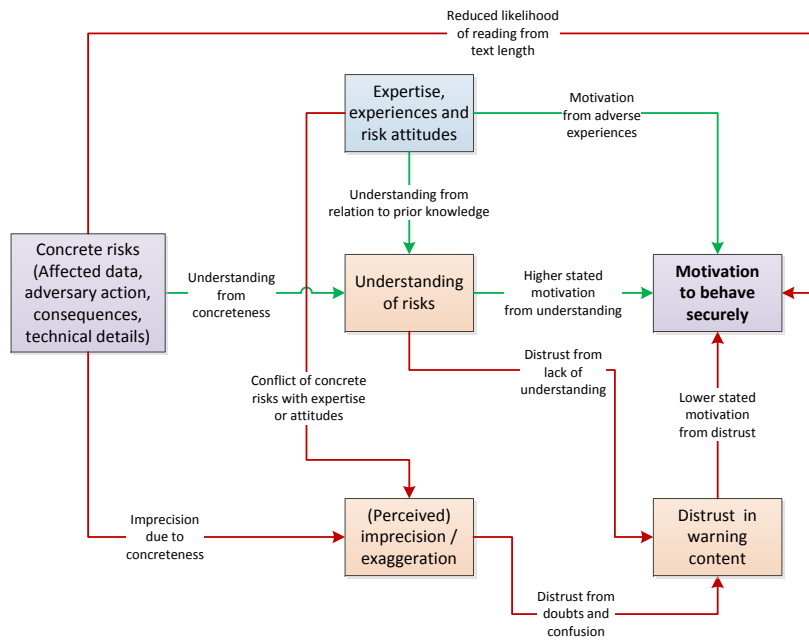 Reduced likelihood
of reading from
text length
Expertise,
experiences and
risk attitudes
Motivation
from adverse
experiences
Understanding from
relation to prior knowledge
Concrete risks
(Affected data,
adversary action,
consequences,
technical details)
Understanding
from
concreteness
Understanding
of risks
Higher stated
motivation
from understanding
Motivation
to behave
securely
Distrust from
lack of
understanding
Conflict of concrete
risks with expertise
or attitudes
Lower stated
motivation
from distrust
Imprecision
due to
concreteness
(Perceived)
imprecision /
exaggeration
Distrust in
warning
content
Distrust from
doubts and
confusion